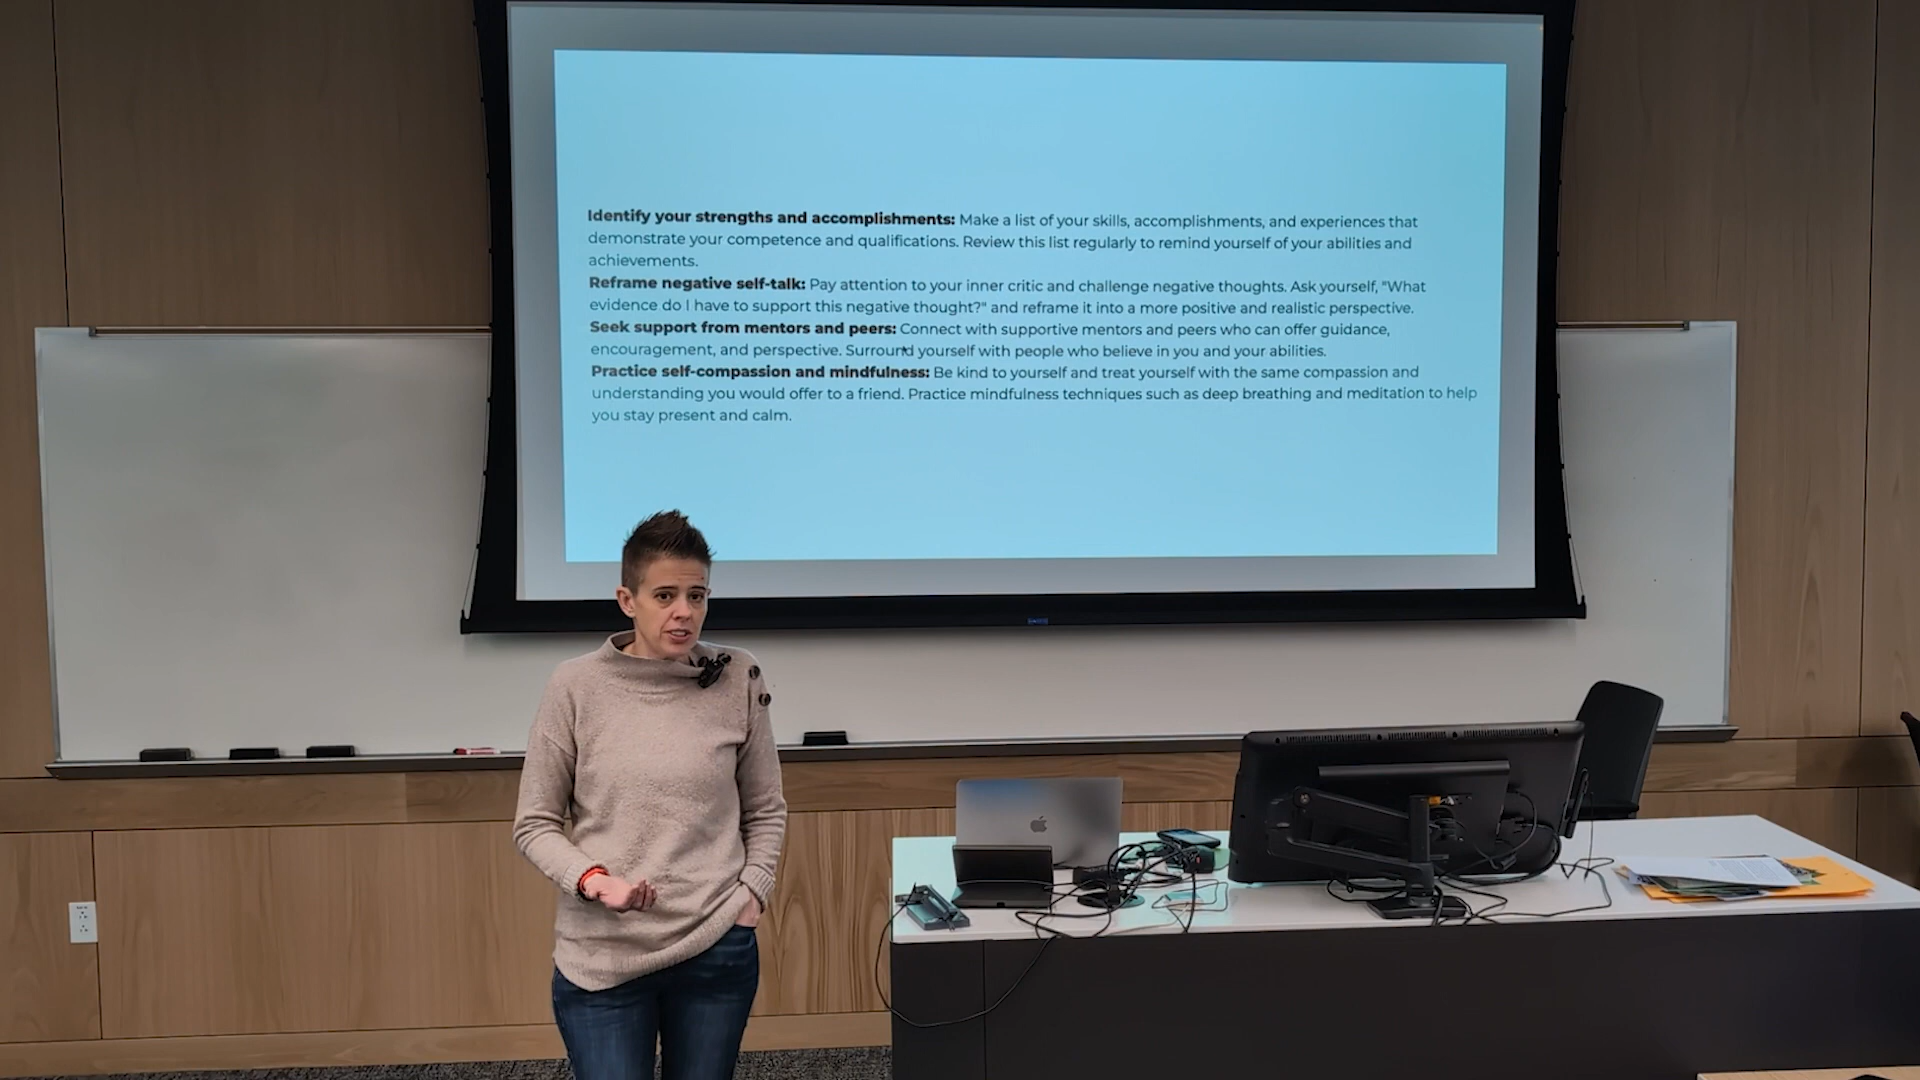 Identify your strengths and accomplishments: Make a list of your skills, accomplishments, and experiences that
demonstrate your competence and qualifications. Review this list regularly to remind yourself of your abilities and
achievements.
Reframe negative self-talk: Pay attention to your inner critic and challenge negative thoughts. Ask yourself, "What
evidence do I have to support this negative thought?" and reframe it into a more positive and realistic perspective.
Seek support from mentors and peers: Connect with supportive mentors and peers who can offer guidance,
encouragement, and perspective. Surround yourself with people who believe in you and your abilities.
Practice self-compassion and mindfulness: Be kind to yourself and treat yourself with the same compassion and
understanding you would offer to a friend. Practice mindfulness techniques such as deep breathing and meditation to help
you stay present and calm.